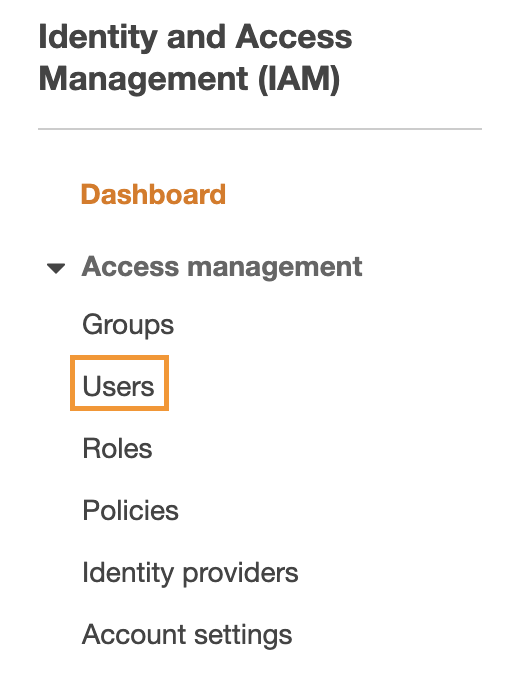 Identity and Access
Management (IAM)
Dashboard
Access management
Groups
Users
Roles
Policies
Identity providers
Account settings